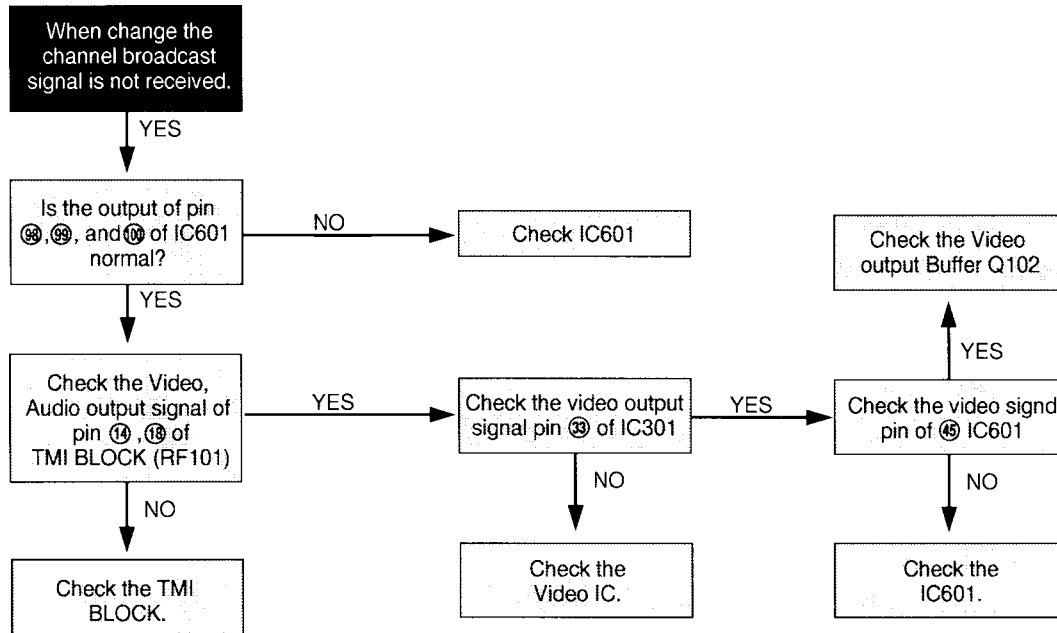 When change the
channel broadcast
signal is not received.
YES
Is the output of pin
98, 99, and 100 of IC601
normal?
NO
Check IC601
YES
Check the Video,
Audio output signal of
pin 14, 18 of
TMI BLOCK (RF101)
YES
Check the video output
signal pin 33 of IC301
YES
Check the video signd
pin of 45 IC601
YES
Check the Video
output Buffer Q102
NO
Check the TMI
BLOCK.
NO
Check the
Video IC.
NO
Check the
IC601.